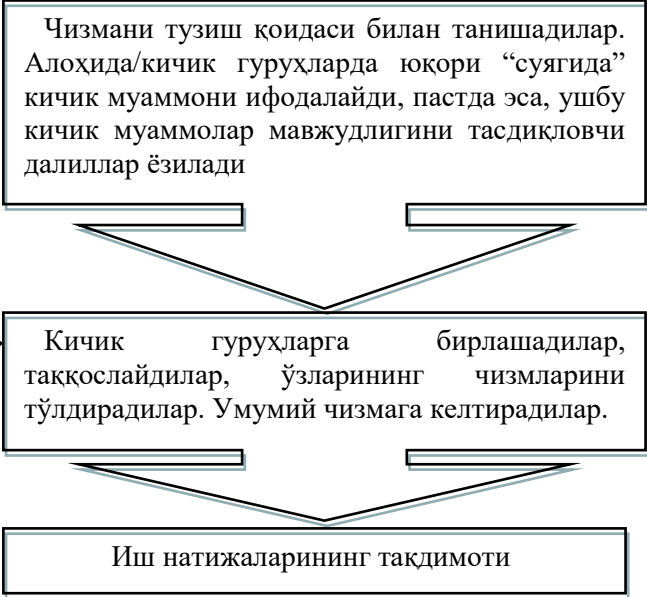 Чизмани тузиш қоидаси билан танишадилар.
Алоҳида/кичик гуруҳларда юқори “суягида”
кичик муаммони ифодалайди, пастда эса, ушбу
кичик муаммолар мавжудлигини тасдиқловчи
далиллар ёзилади
Кичик гуруҳларга бирлашадилар,
таққослайдилар, ўзларининг чизмларини
тўлдирадилар. Умумий чизмага келтирадилар.
Иш натижаларининг тақдимоти